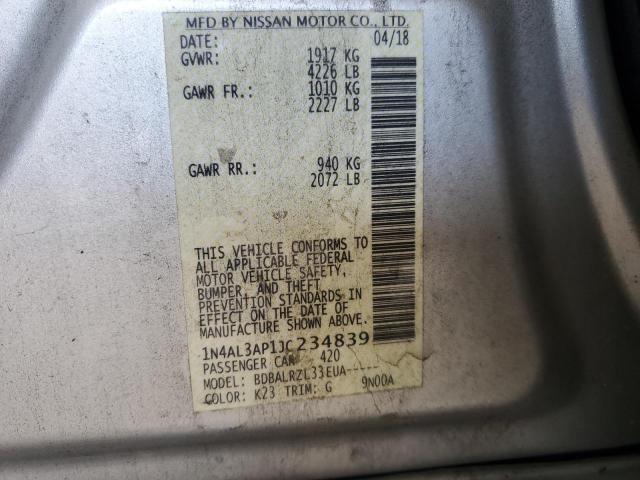 MFD BY NISSAN MOTOR CO., LTD.
DATE: 04/18
GVWR: 1917 KG
4226 LB
GAWR FR.: 1010 KG
2227 LB
GAWR RR.: 940 KG
2072 LB
THIS VEHICLE CONFORMS TO
ALL APPLICABLE FEDERAL
MOTOR VEHICLE SAFETY,
BUMPER, AND THEFT
PREVENTION STANDARDS IN
EFFECT ON THE DATE OF
MANUFACTURE SHOWN ABOVE.
1N4AL3AP1JC234839
PASSENGER CAR 420
MODEL: BDBALRZL33EUA-----
COLOR: K23 TRIM: G 9N00A